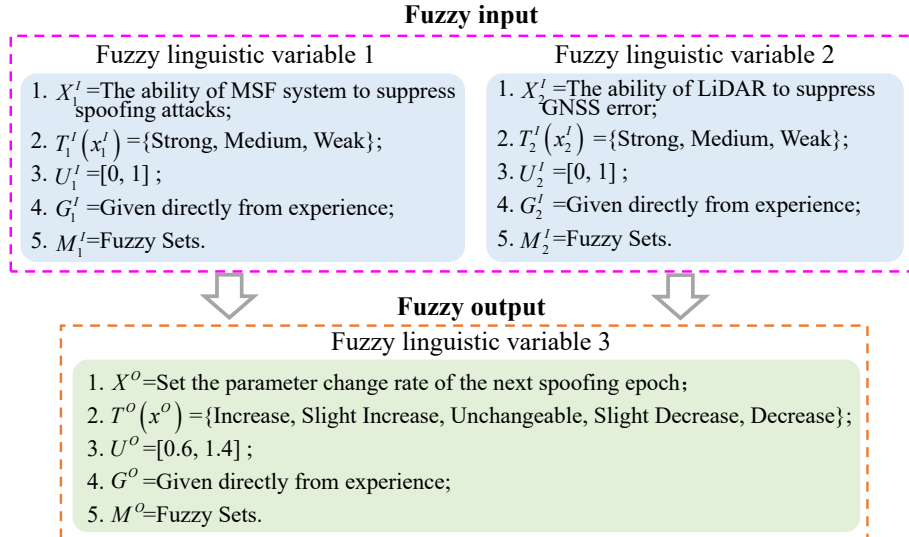 Fuzzy input
Fuzzy linguistic variable 1
1. X₁ᴵ=The ability of MSF system to suppress
spoofing attacks;
2. T₁ᴵ(x₁ᴵ) ={Strong, Medium, Weak};
3. U₁ᴵ=[0, 1] ;
4. G₁ᴵ=Given directly from experience;
5. M₁ᴵ=Fuzzy Sets.
Fuzzy linguistic variable 2
1. X₂ᴵ=The ability of LiDAR to suppress
GNSS error;
2. T₂ᴵ(x₂ᴵ) ={Strong, Medium, Weak};
3. U₂ᴵ=[0, 1] ;
4. G₂ᴵ=Given directly from experience;
5. M₂ᴵ=Fuzzy Sets.
Fuzzy output
Fuzzy linguistic variable 3
1. Xᴼ=Set the parameter change rate of the next spoofing epoch;
2. Tᴼ(xᴼ) ={Increase, Slight Increase, Unchangeable, Slight Decrease, Decrease};
3. Uᴼ=[0.6, 1.4] ;
4. Gᴼ=Given directly from experience;
5. Mᴼ=Fuzzy Sets.